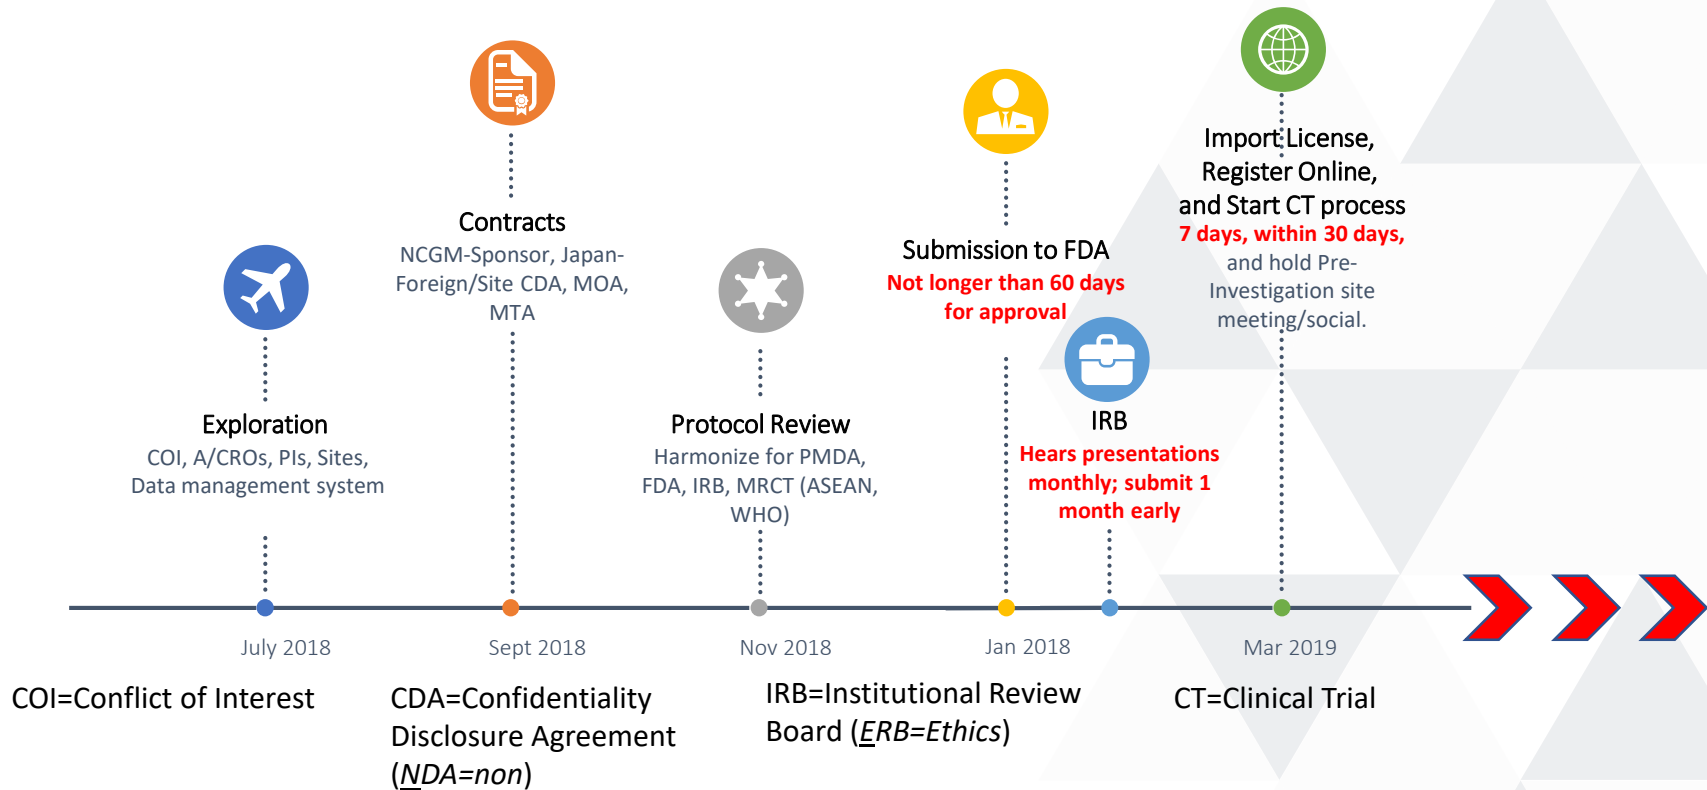 Exploration
COI, A/CROs, PIs, Sites,
Data management system
Contracts
NCGM-Sponsor, Japan-
Foreign/Site CDA, MOA,
MTA
Protocol Review
Harmonize for PMDA,
FDA, IRB, MRCT (ASEAN,
WHO)
Submission to FDA
Not longer than 60 days
for approval
IRB
Hears presentations
monthly; submit 1
month early
Import License,
Register Online,
and Start CT process
7 days, within 30 days,
and hold Pre-
Investigation site
meeting/social.
July 2018
Sept 2018
Nov 2018
Jan 2018
Mar 2019
COI=Conflict of Interest
CDA=Confidentiality
Disclosure Agreement
(NDA=non)
IRB=Institutional Review
Board (ERB=Ethics)
CT=Clinical Trial